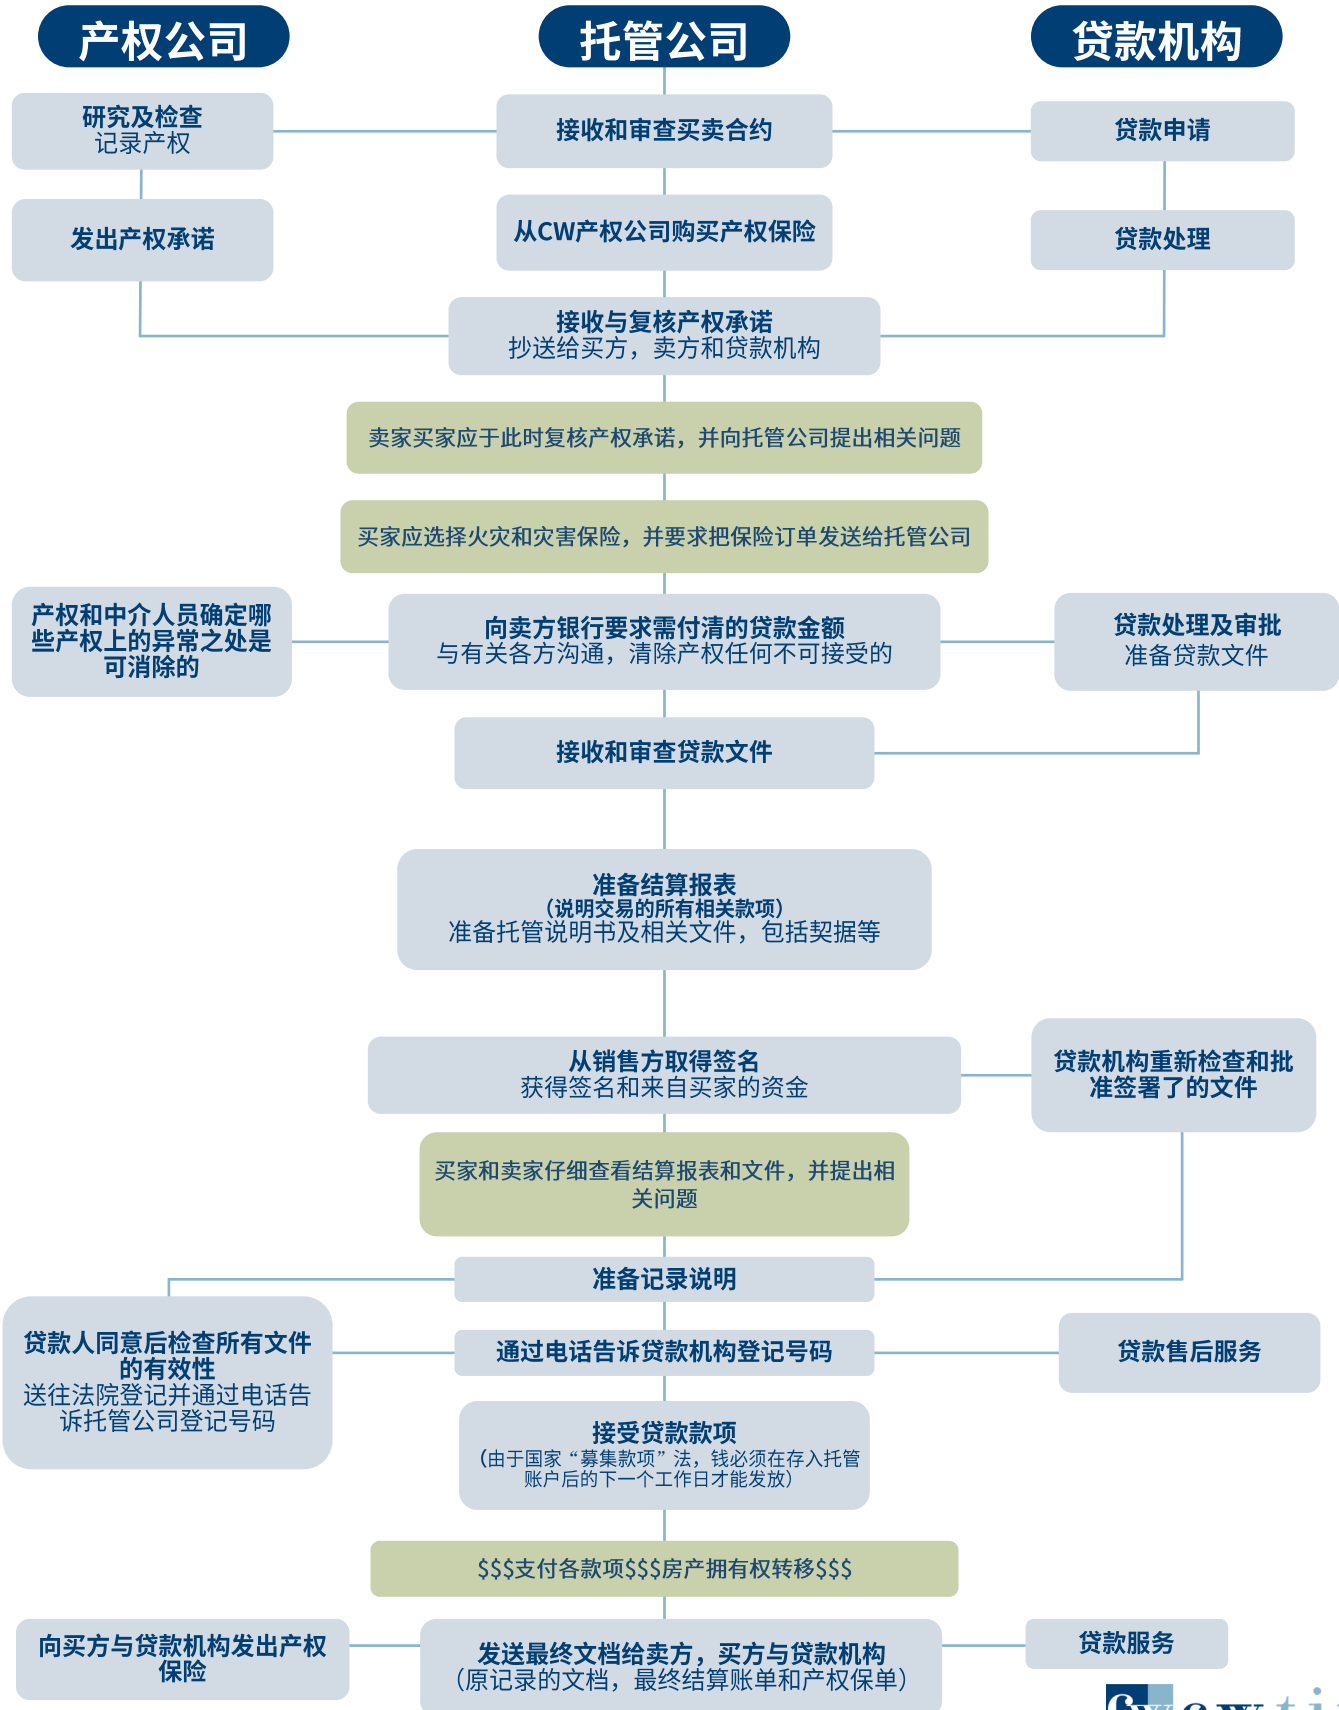 产权公司
托管公司
贷款机构
研究及检查
记录产权
接收和审查买卖合约
贷款申请
发出产权承诺
从CW产权公司购买产权保险
贷款处理
接收与复核产权承诺
抄送给买方，卖方和贷款机构
卖家买家应于此时复核产权承诺，并向托管公司提出相关问题
买家应选择火灾和灾害保险，并要求把保险订单发送给托管公司
产权和中介人员确定哪
些产权上的异常之处是
可消除的
向卖方银行要求需付清的贷款金额
与有关各方沟通，清除产权任何不可接受的
贷款处理及审批
准备贷款文件
接收和审查贷款文件
准备结算报表
（说明交易的所有相关款项）
准备托管说明书及相关文件，包括契据等
从销售方取得签名
获得签名和来自买家的资金
贷款机构重新检查和批
准签署了的文件
买家和卖家仔细查看结算报表和文件，并提出相
关问题
准备记录说明
贷款人同意后检查所有文件
的有效性
送往法院登记并通过电话告
诉托管公司登记号码
通过电话告诉贷款机构登记号码
贷款售后服务
接受贷款款项
（由于国家“募集款项”法，钱必须在存入托管
账户后的下一个工作日才能发放）
$$$支付各款项$$$房产拥有权转移$$$
向买方与贷款机构发出产权
保险
发送最终文档给卖方，买方与贷款机构
（原记录的文档，最终结算账单和产权保单）
贷款服务